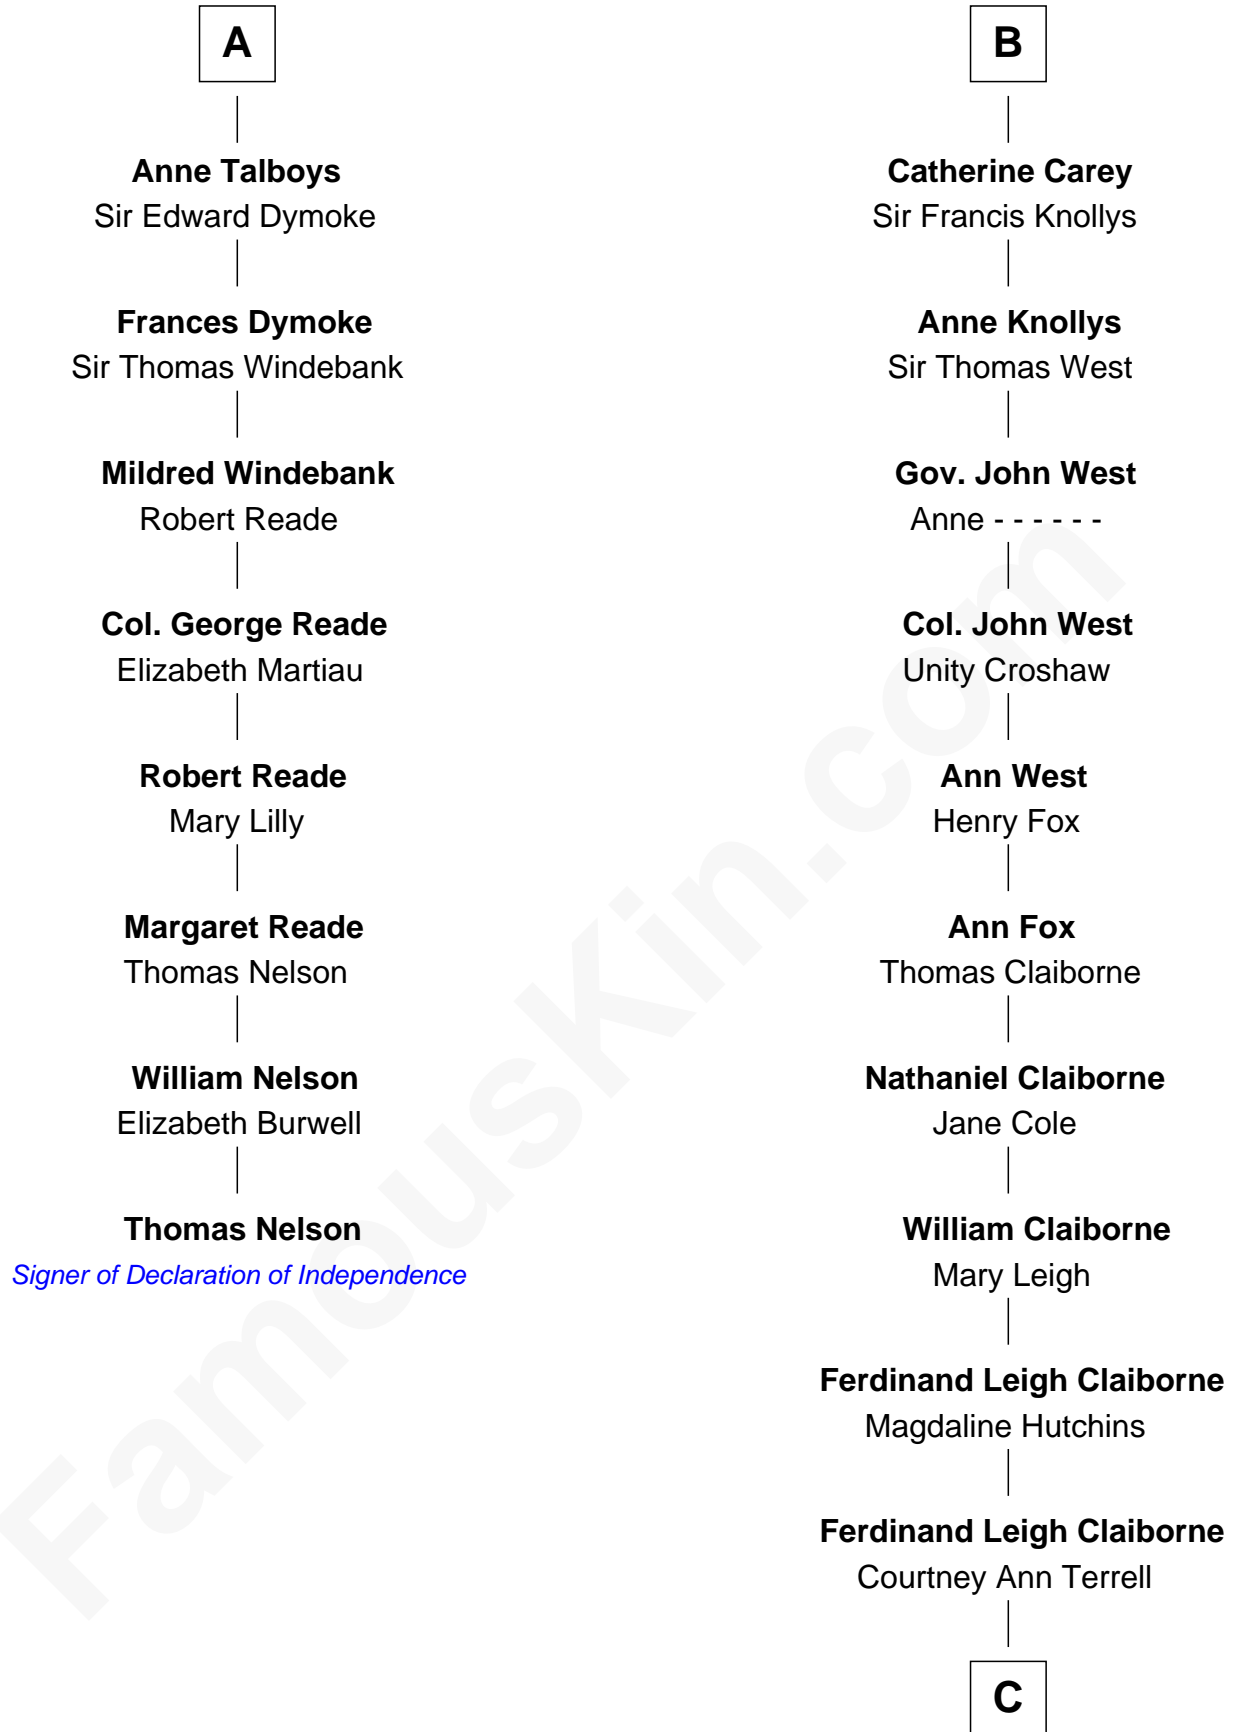 A
Anne Talboys
Sir Edward Dymoke
Frances Dymoke
Sir Thomas Windebank
Mildred Windebank
Robert Reade
Col. George Reade
Elizabeth Martiau
Robert Reade
Mary Lilly
Margaret Reade
Thomas Nelson
William Nelson
Elizabeth Burwell
Thomas Nelson
Signer of Declaration of Independence
B
Catherine Carey
Sir Francis Knollys
Anne Knollys
Sir Thomas West
Gov. John West
Anne - - - - - -
Col. John West
Unity Croshaw
Ann West
Henry Fox
Ann Fox
Thomas Claiborne
Nathaniel Claiborne
Jane Cole
William Claiborne
Mary Leigh
Ferdinand Leigh Claiborne
Magdaline Hutchins
Ferdinand Leigh Claiborne
Courtney Ann Terrell
C
FamousKin.com